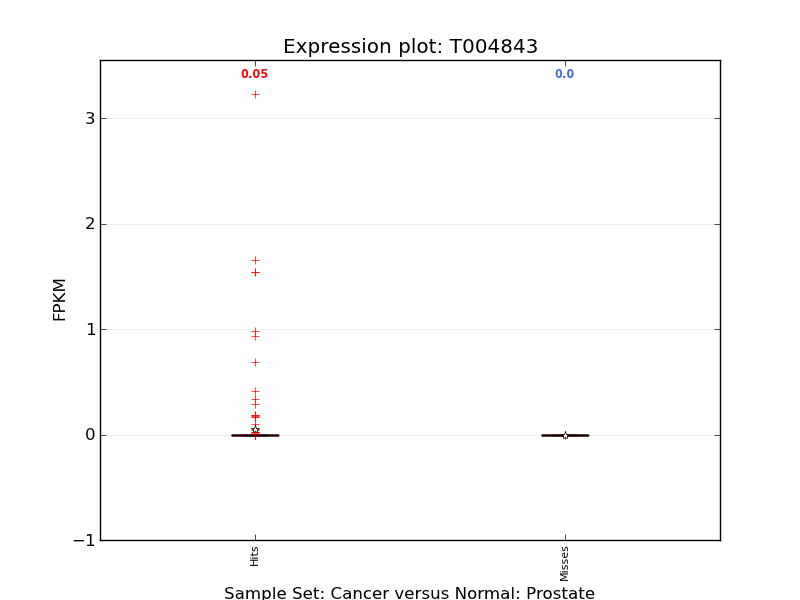 Expression plot: T004843
0.05
0.0
3
2
1
0
−1
FPKM
Hits
Misses
Sample Set: Cancer versus Normal: Prostate